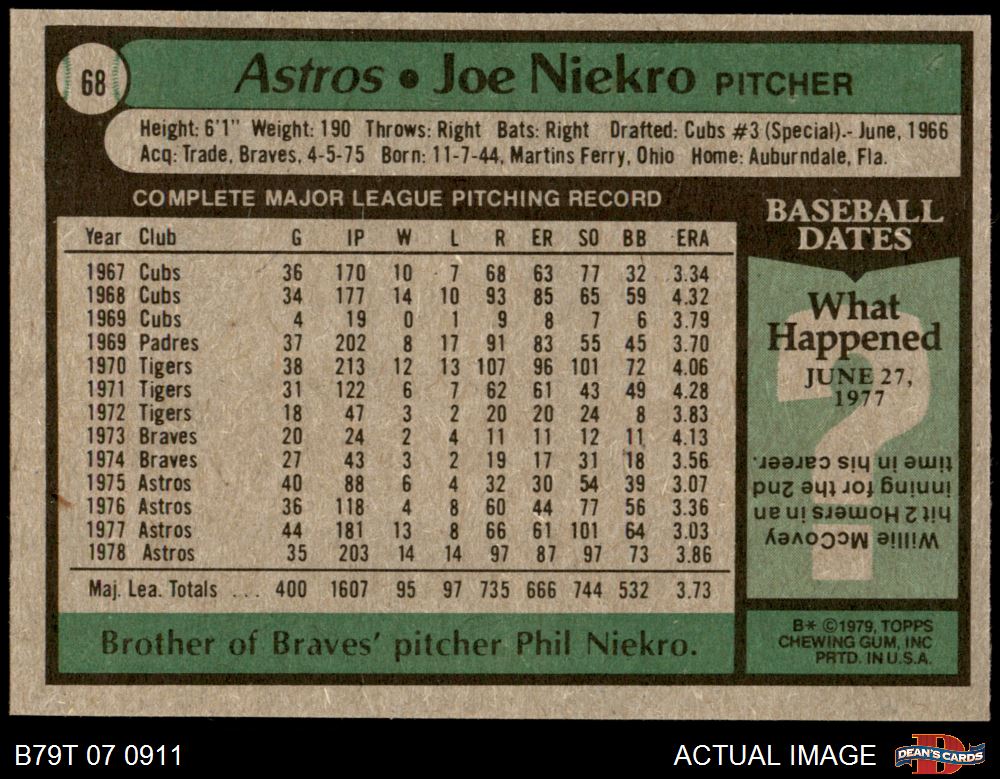 68
Astros • Joe Niekro PITCHER
Height: 6'1" Weight: 190 Throws: Right Bats: Right Drafted: Cubs #3 (Special).- June, 1966
Acq: Trade, Braves, 4-5-75 Born: 11-7-44, Martins Ferry, Ohio Home: Auburndale, Fla.
COMPLETE MAJOR LEAGUE PITCHING RECORD
Year Club G IP W L R ER SO BB ERA
1967 Cubs 36 170 10 7 68 63 77 32 3.34
1968 Cubs 34 177 14 10 93 85 65 59 4.32
1969 Cubs 4 19 0 1 9 8 7 6 3.79
1969 Padres 37 202 8 17 91 83 55 45 3.70
1970 Tigers 38 213 12 13 107 96 101 72 4.06
1971 Tigers 31 122 6 7 62 61 43 49 4.28
1972 Tigers 18 47 3 2 20 20 24 8 3.83
1973 Braves 20 24 2 4 11 11 12 11 4.13
1974 Braves 27 43 3 2 19 17 31 18 3.56
1975 Astros 40 88 6 4 32 30 54 39 3.07
1976 Astros 36 118 4 8 60 44 77 56 3.36
1977 Astros 44 181 13 8 66 61 101 64 3.03
1978 Astros 35 203 14 14 97 87 97 73 3.86
Maj. Lea. Totals ... 400 1607 95 97 735 666 744 532 3.73
Brother of Braves' pitcher Phil Niekro.
BASEBALL
DATES
What
Happened
JUNE 27,
1977
?
Willie McCovey
hit 2 Homers in an
inning for the 2nd
time in his career.
B* ©1979, TOPPS
CHEWING GUM, INC
PRTD. IN U.S.A.
B79T 07 0911
ACTUAL IMAGE
DEAN'S CARDS